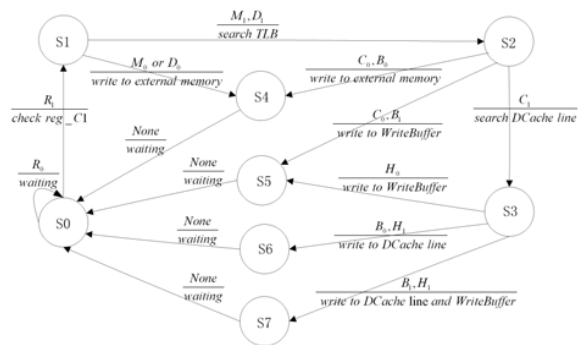 M₁, D₁
search TLB
S1
S2
M₀ or D₀
write to external memory
C₀, B₀
write to external memory
S4
R₁
check reg_C1
C₁
search DCache line
None
waiting
C₀, B₁
write to WriteBuffer
R₀
waiting
None
waiting
S5
H₀
write to WriteBuffer
S0
S3
None
waiting
S6
B₀, H₁
write to DCache line
None
waiting
B₁, H₁
write to DCache line and WriteBuffer
S7